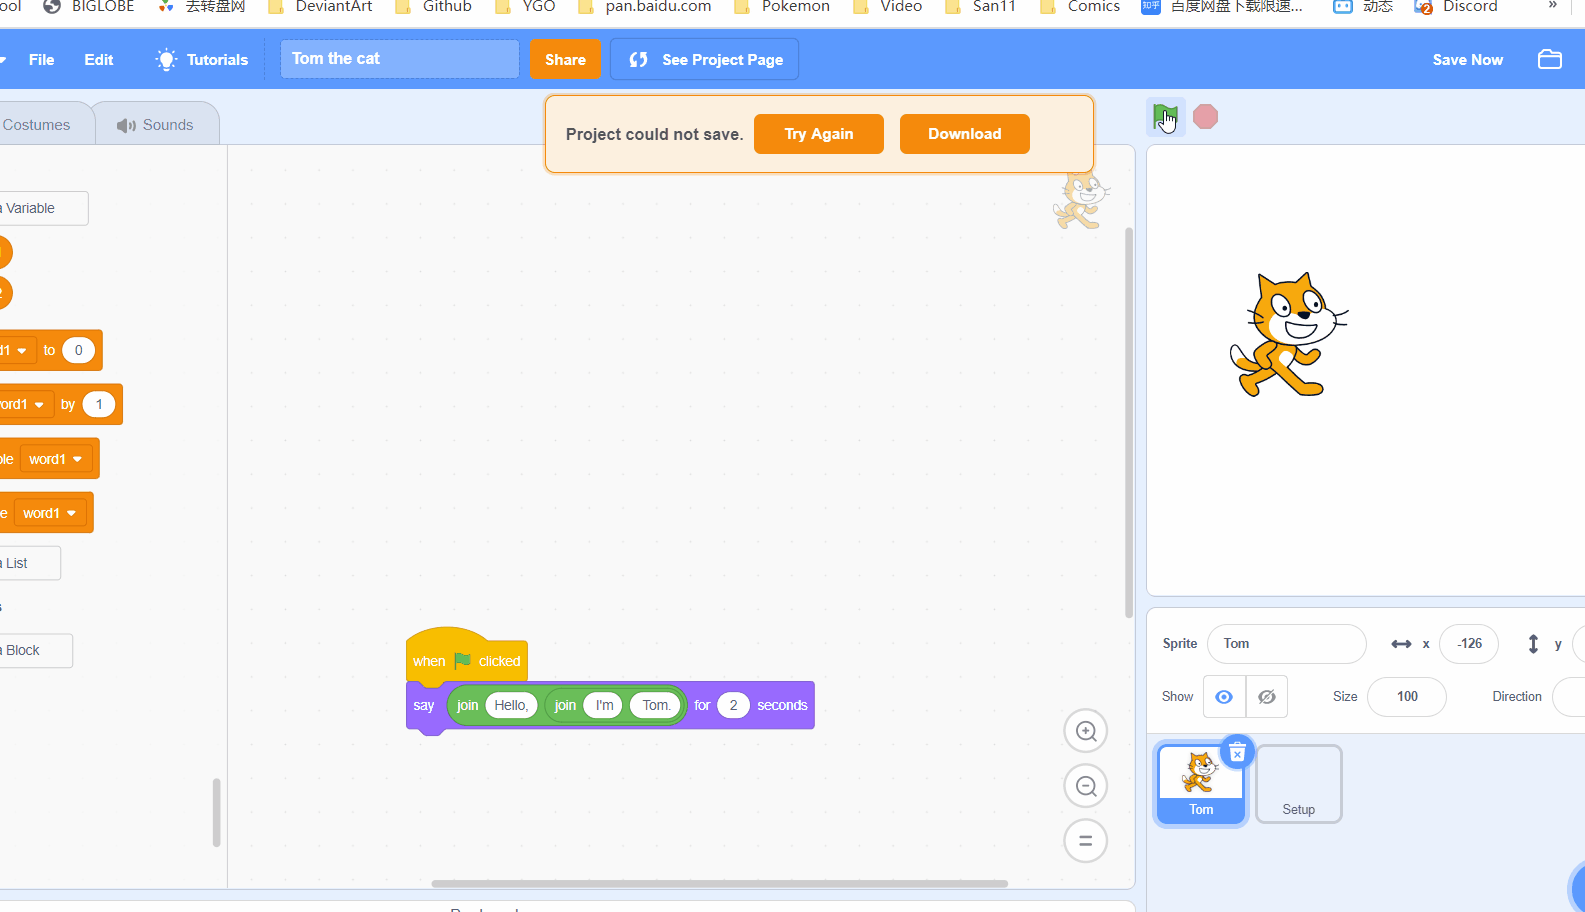 ool BIGLOBE 去转盘网 DeviantArt Github YGO pan.baidu.com Pokemon Video San11 Comics 知乎 百度网盘下载限速... 动态 2 Discord »
File Edit Tutorials Tom the cat Share See Project Page Save Now
Costumes Sounds
Project could not save. Try Again Download
a Variable
2
d1 to 0
ord1 by 1
ble word1
e word1
a List
s
a Block
when clicked
say join Hello, join I'm Tom. for 2 seconds
Sprite Tom x -126 y
Show Size 100 Direction
Tom Setup